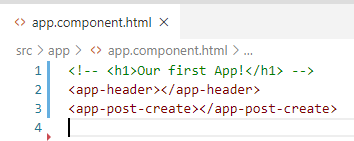 <> app.component.html ×
src > app > <> app.component.html > ...
1 <!-- <h1>Our first App!</h1> -->
2 <app-header></app-header>
3 <app-post-create></app-post-create>
4